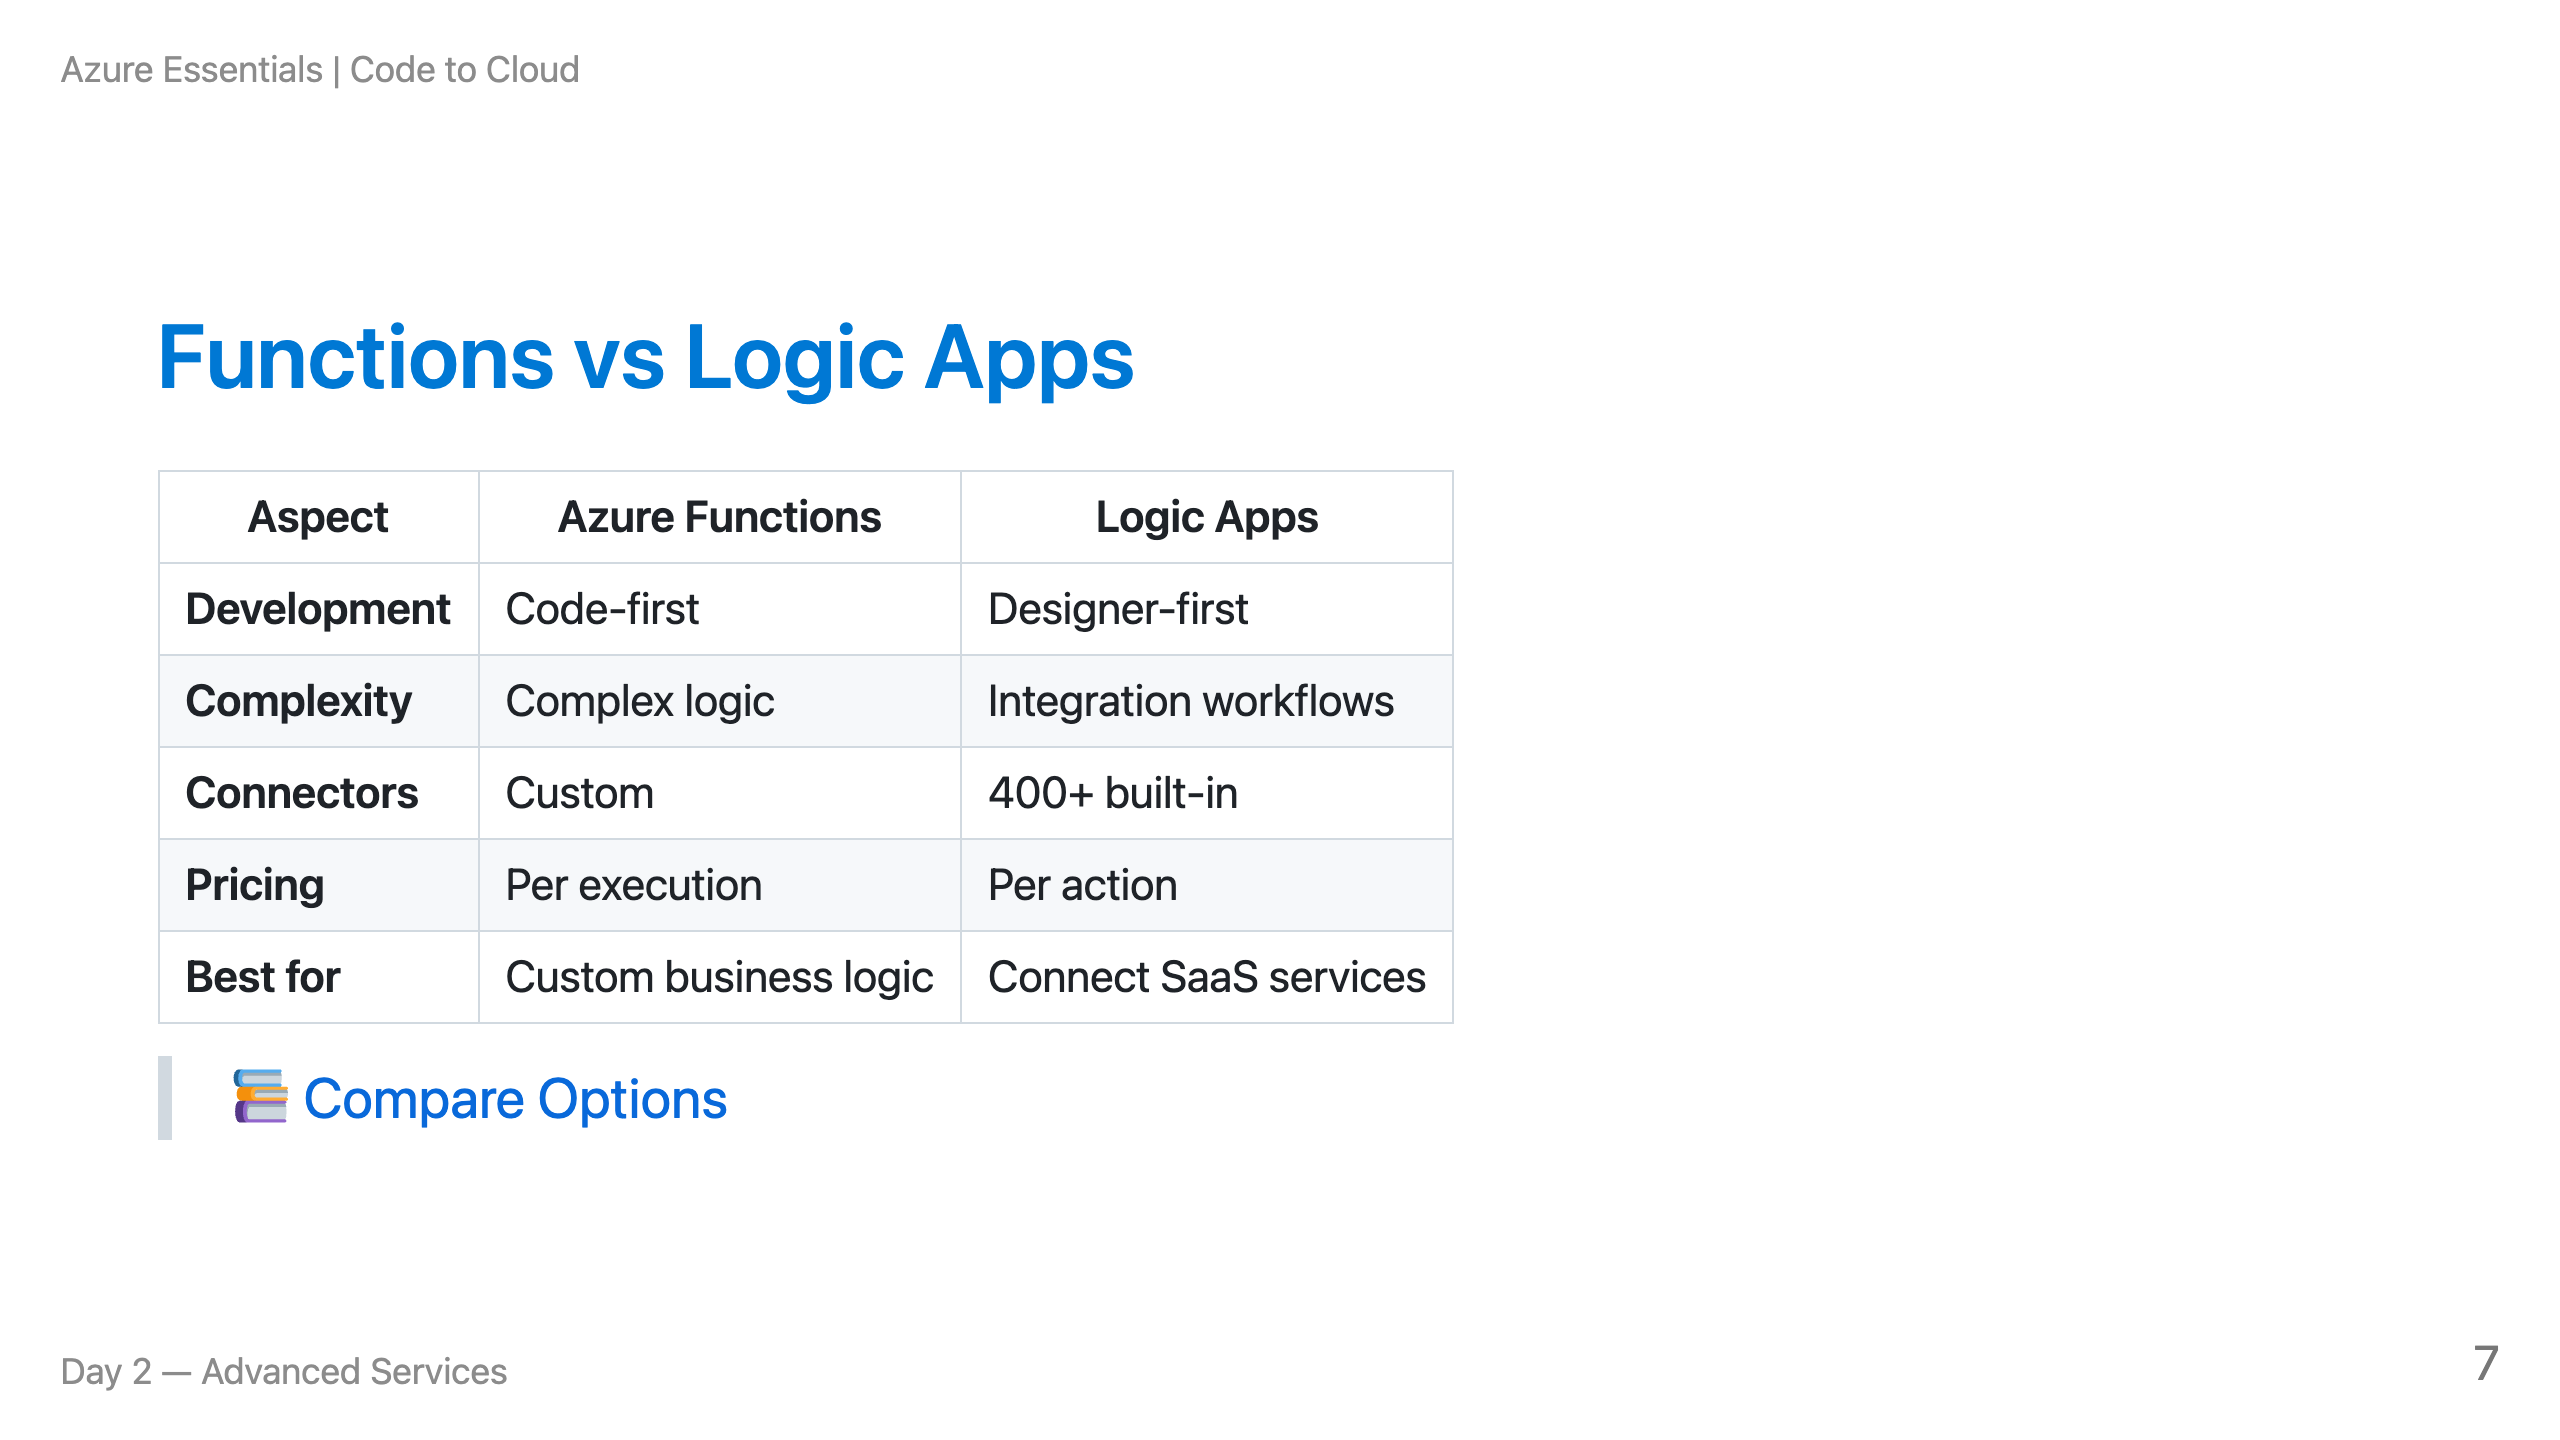 Azure Essentials | Code to Cloud
Functions vs Logic Apps
Aspect Azure Functions Logic Apps
Development Code-first Designer-first
Complexity Complex logic Integration workflows
Connectors Custom 400+ built-in
Pricing Per execution Per action
Best for Custom business logic Connect SaaS services
📚 Compare Options
Day 2 — Advanced Services
7